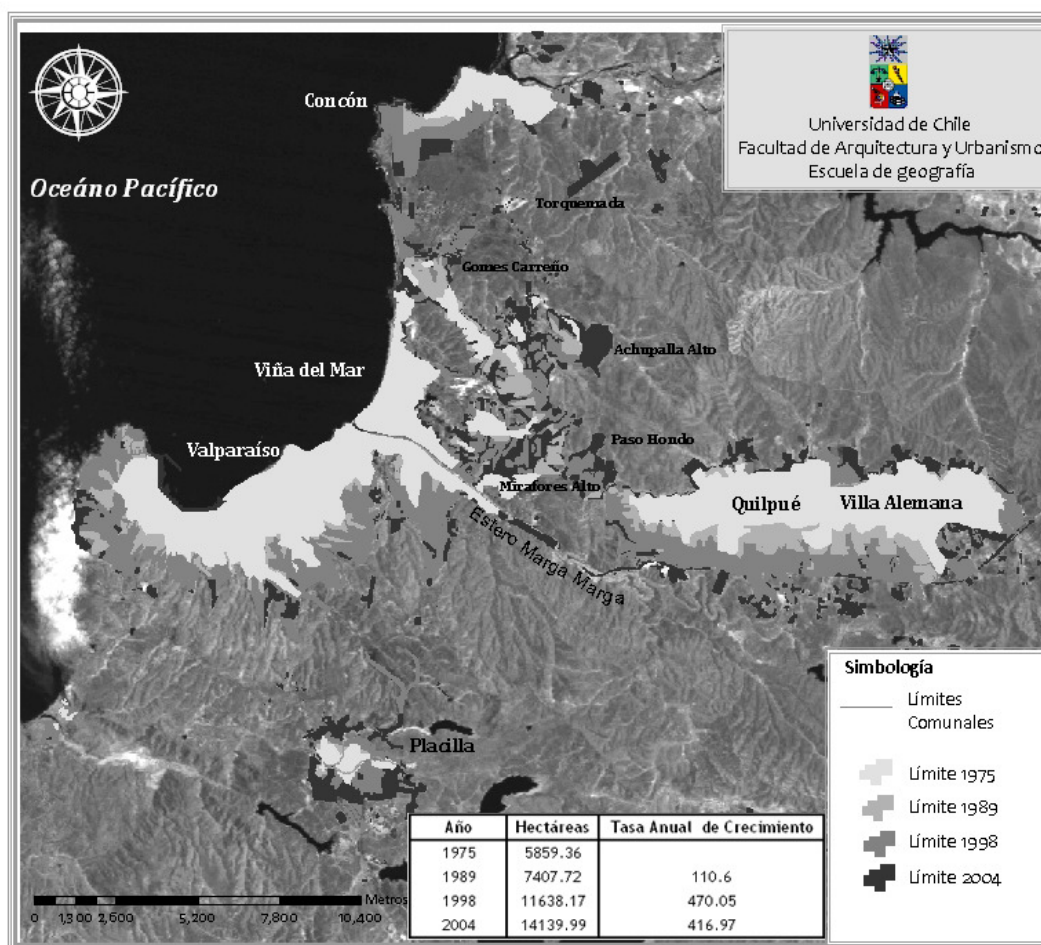 Universidad de Chile
Facultad de Arquitectura y Urbanismo
Escuela de geografía
Concón
Oceáno Pacífico
Torquemada
Gomes Carreño
Achupalla Alto
Viña del Mar
Valparaíso
Paso Hondo
Mirafores Alto
Quilpué
Villa Alemana
Estero Marga Marga
Placilla
Simbología
Límites
Comunales
Límite 1975
Límite 1989
Límite 1998
Límite 2004
Año Hectáreas Tasa Anual de Crecimiento
1975 5859.36
1989 7407.72 110.6
1998 11638.17 470.05
2004 14139.99 416.97
Metros
0 1,300 2,600 5,200 7,800 10,400